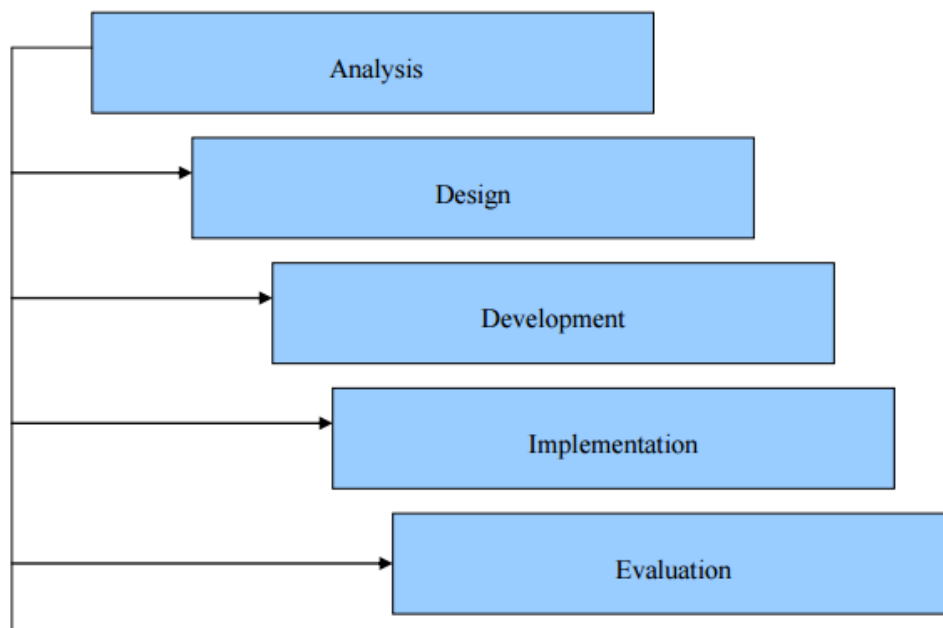 Analysis
Design
Development
Implementation
Evaluation